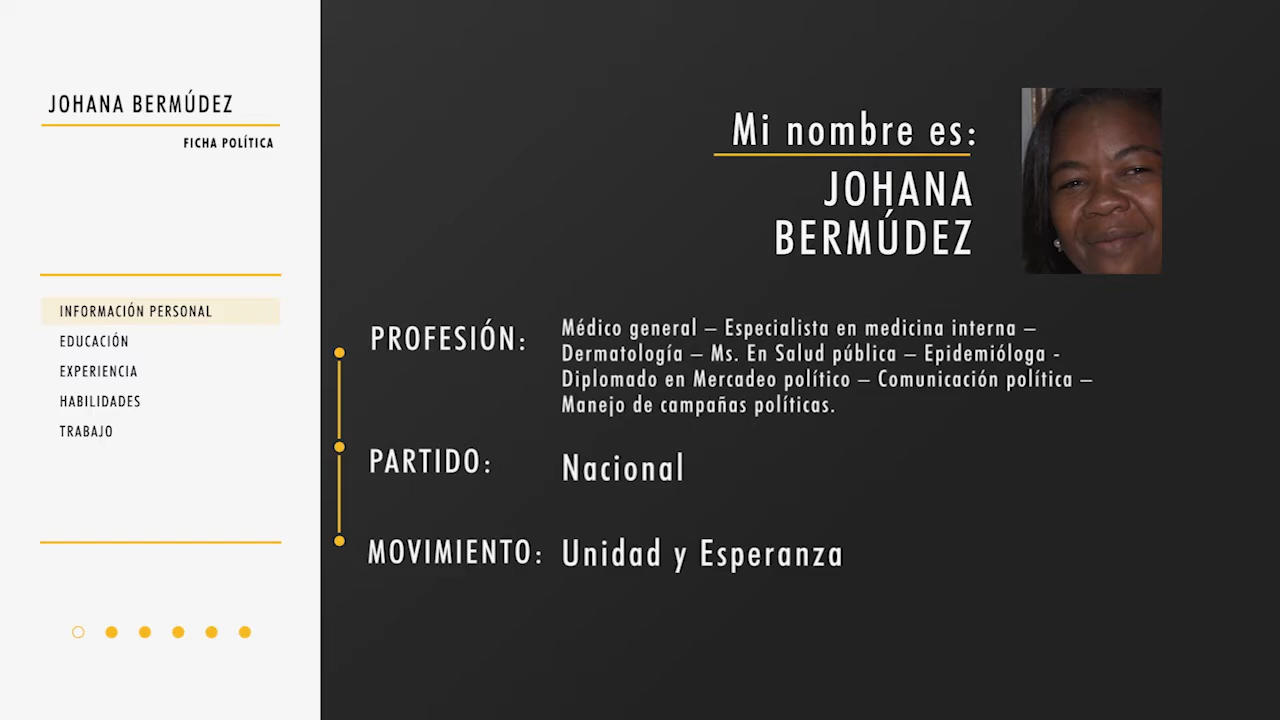 JOHANA BERMÚDEZ
FICHA POLÍTICA
INFORMACIÓN PERSONAL
EDUCACIÓN
EXPERIENCIA
HABILIDADES
TRABAJO
Mi nombre es:
JOHANA
BERMÚDEZ
PROFESIÓN:
Médico general – Especialista en medicina interna –
Dermatología – Ms. En Salud pública – Epidemióloga -
Diplomado en Mercadeo político – Comunicación política –
Manejo de campañas políticas.
PARTIDO:
Nacional
MOVIMIENTO:
Unidad y Esperanza